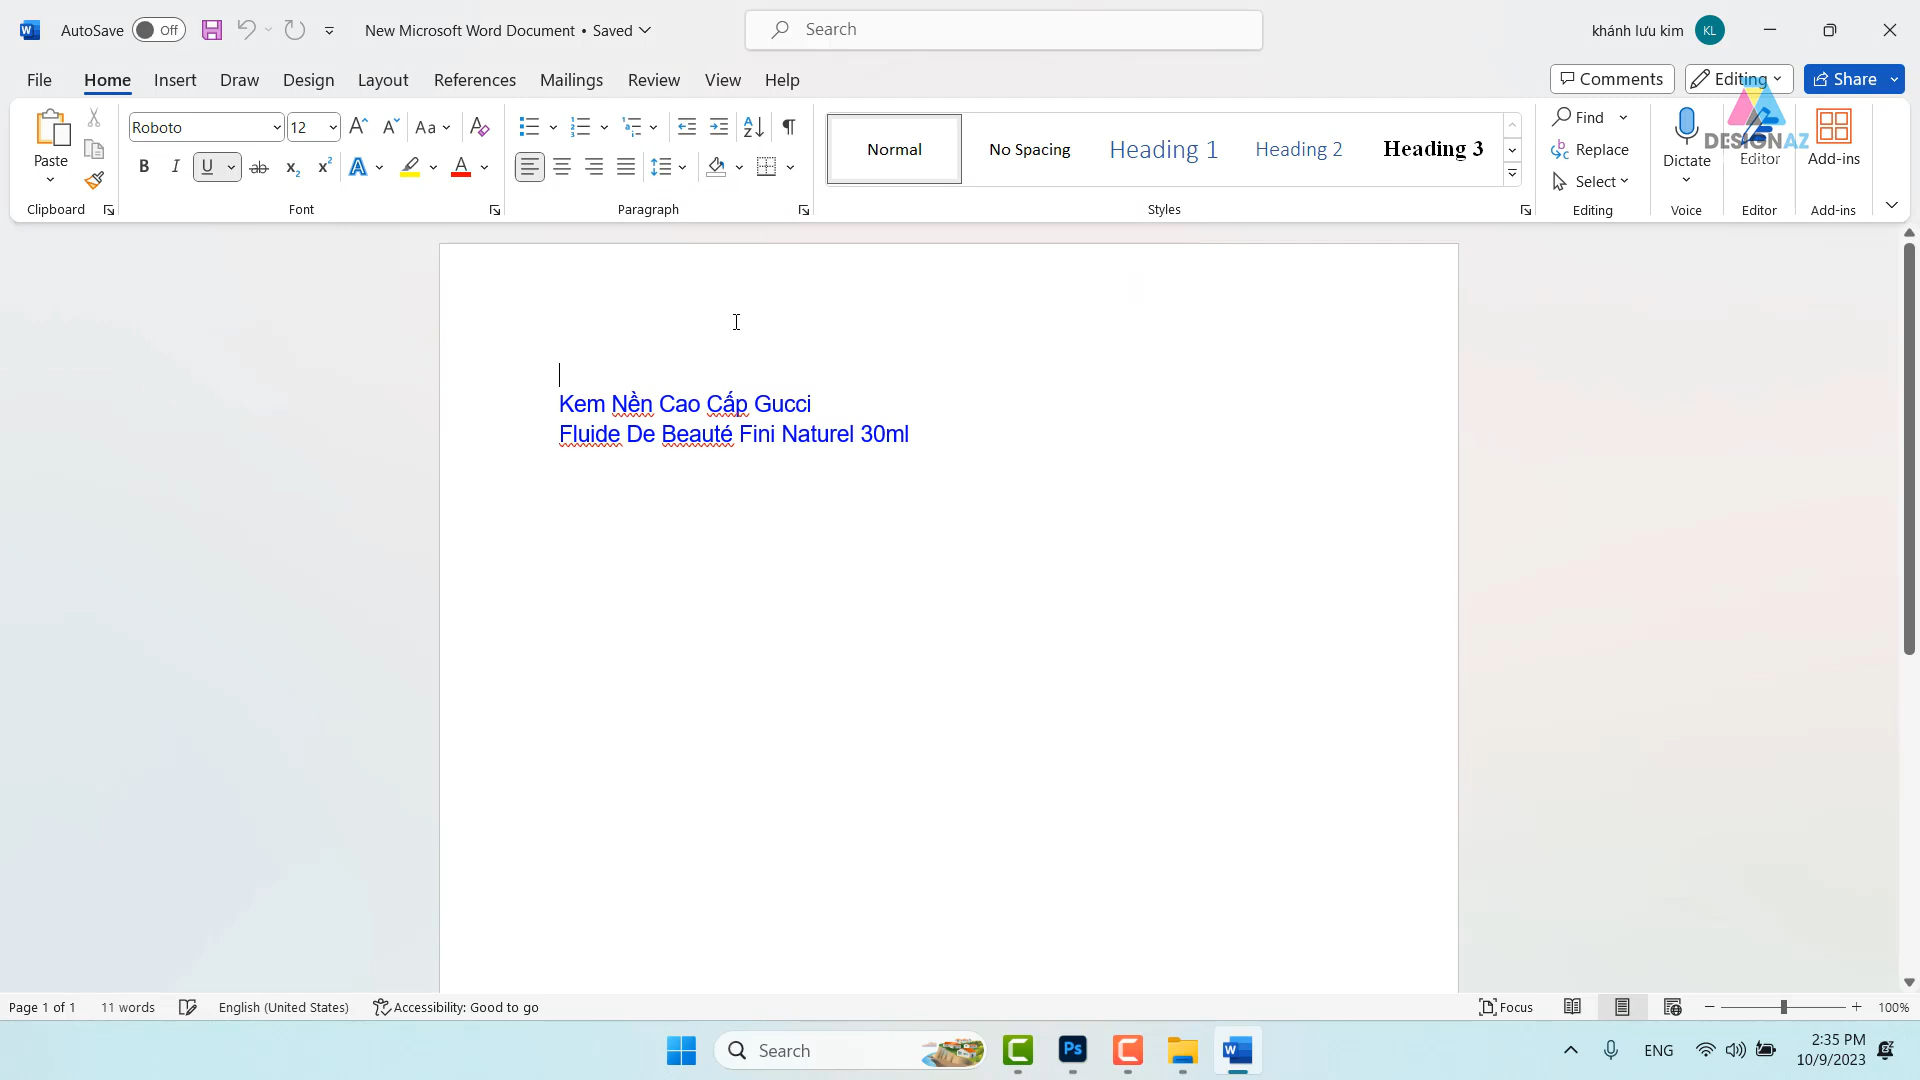 AutoSave Off New Microsoft Word Document • Saved Search khánh lưu kim KL
File Home Insert Draw Design Layout References Mailings Review View Help Comments Editing Share
Paste Roboto 12 Aa Normal No Spacing Heading 1 Heading 2 Heading 3 Find Replace Select Dictate Editor Add-ins
DESIGNAZ
Clipboard Font Paragraph Styles Editing Voice Editor Add-ins
Kem Nền Cao Cấp Gucci
Fluide De Beauté Fini Naturel 30ml
Page 1 of 1 11 words English (United States) Accessibility: Good to go Focus 100%
Search ENG 2:35 PM
10/9/2023